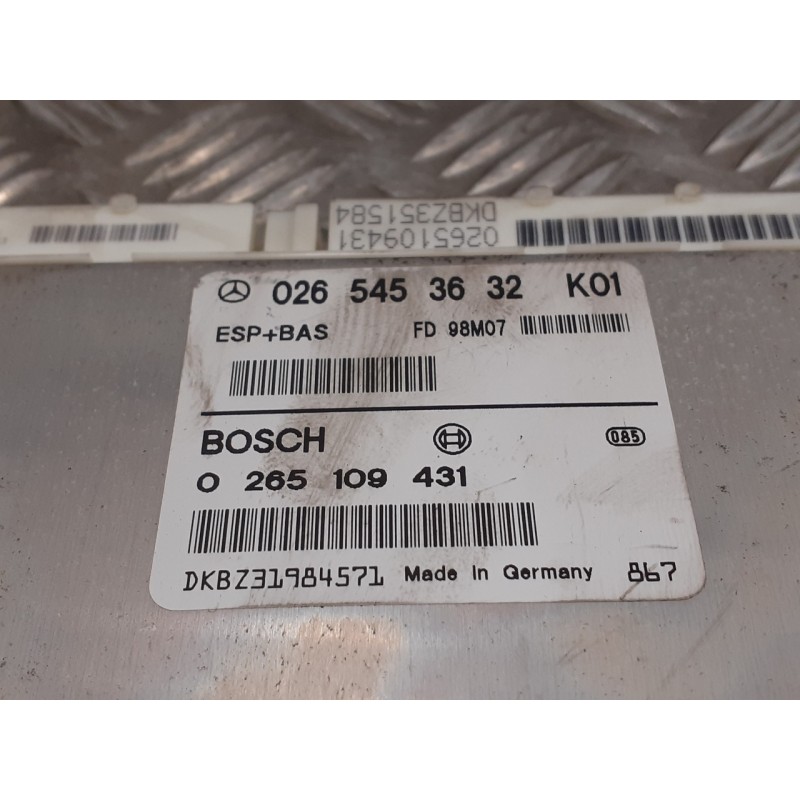 0265109431
DKBZ351584
026 545 36 32 K01
ESP+BAS FD 98M07
BOSCH 085
0 265 109 431
DKBZ31984571 Made in Germany 867